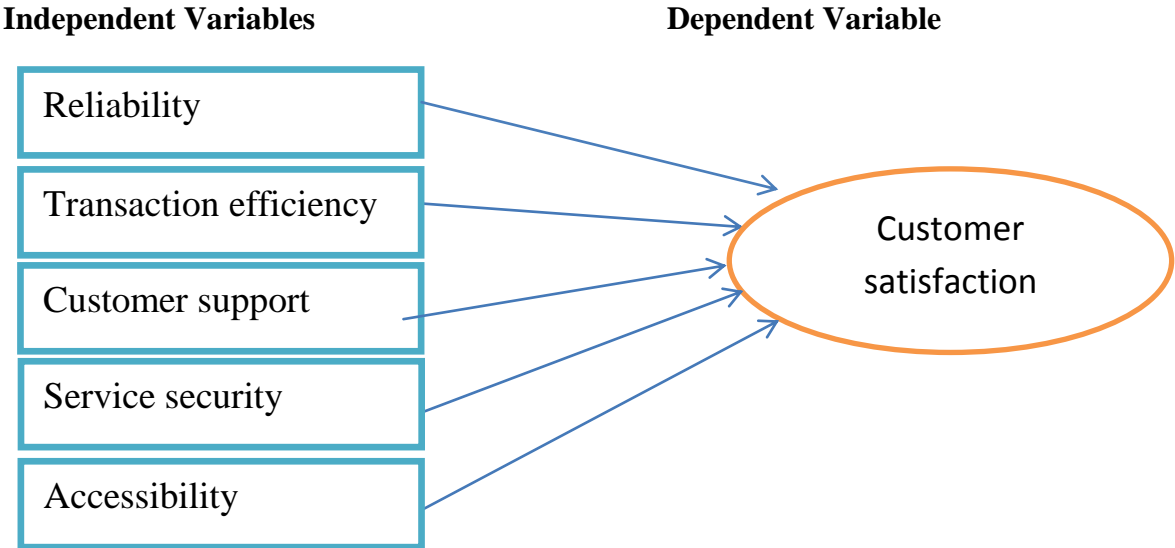 Independent Variables
Dependent Variable
Reliability
Transaction efficiency
Customer support
Service security
Accessibility
Customer
satisfaction